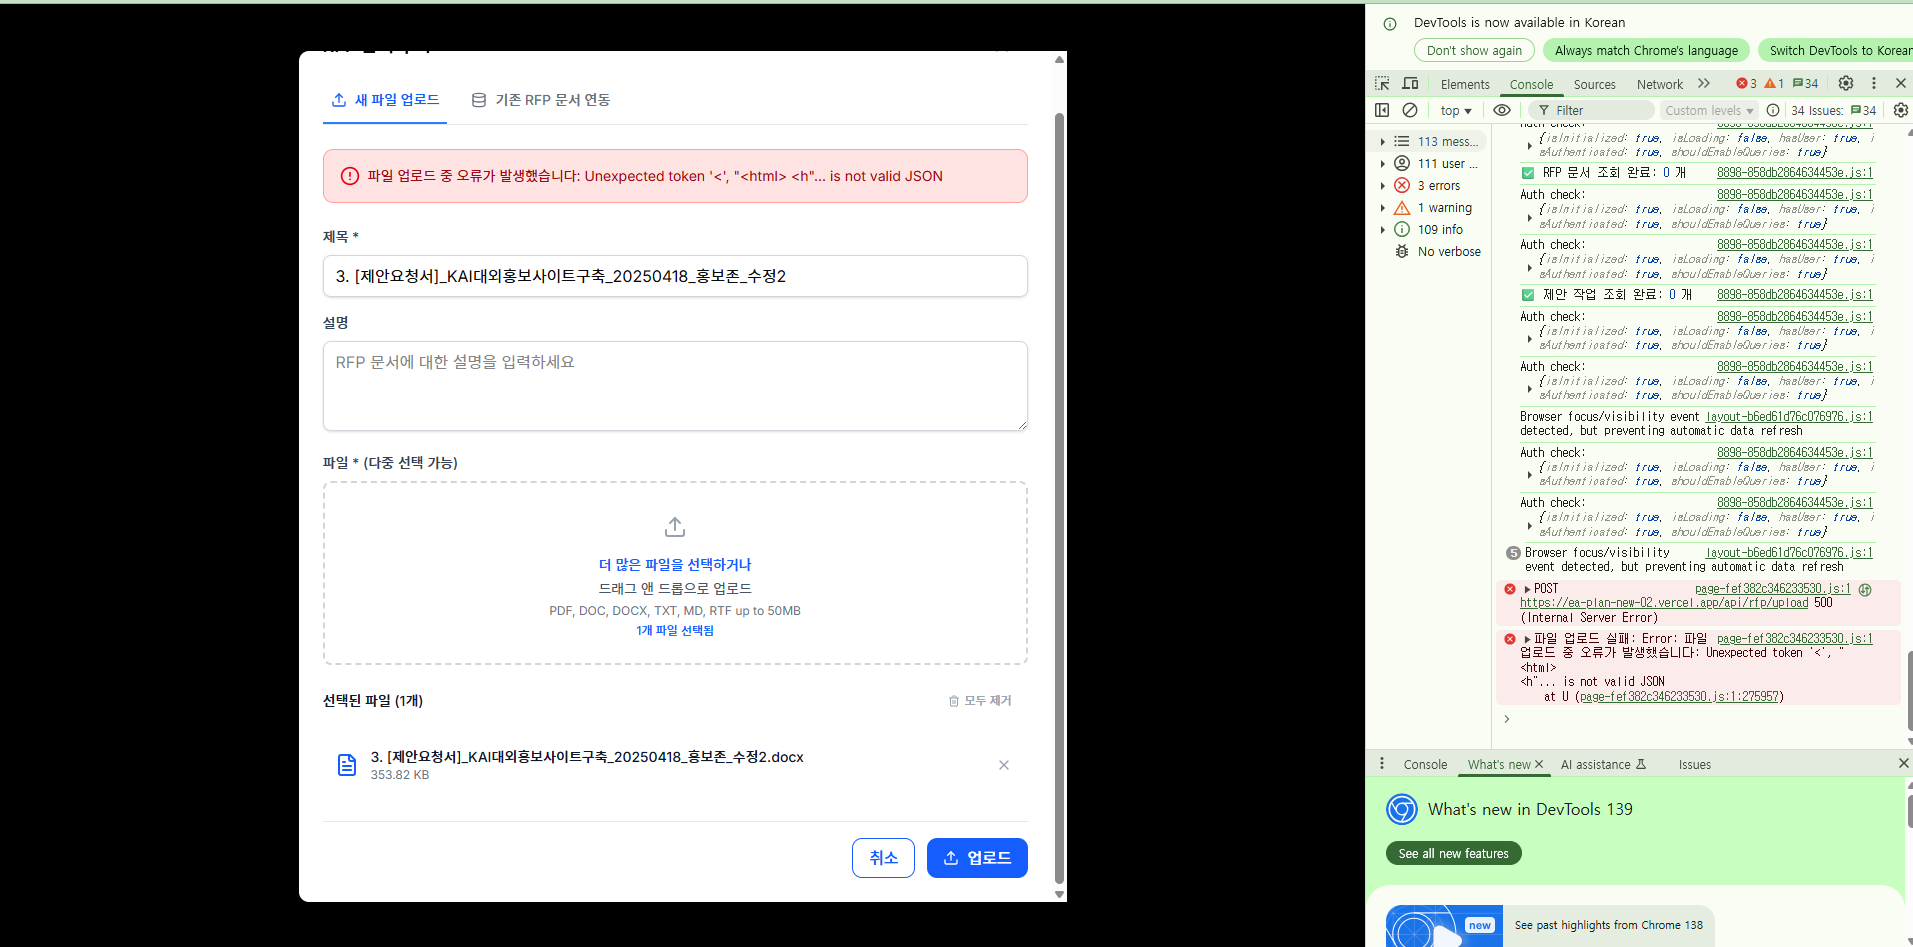 새 파일 업로드
기존 RFP 문서 연동
파일 업로드 중 오류가 발생했습니다: Unexpected token '<', "<html> <h"... is not valid JSON
제목 *
3. [제안요청서]_KAI대외홍보사이트구축_20250418_홍보존_수정2
설명
RFP 문서에 대한 설명을 입력하세요
파일 * (다중 선택 가능)
더 많은 파일을 선택하거나
드래그 앤 드롭으로 업로드
PDF, DOC, DOCX, TXT, MD, RTF up to 50MB
1개 파일 선택됨
선택된 파일 (1개)
모두 제거
3. [제안요청서]_KAI대외홍보사이트구축_20250418_홍보존_수정2.docx
353.82 KB
취소
업로드
DevTools is now available in Korean
Don't show again
Always match Chrome's language
Switch DevTools to Korean
Elements
Console
Sources
Network
3
1
34
top
Filter
Custom levels
34 Issues:
34
113 mess...
111 user ...
3 errors
1 warning
109 info
No verbose
{isInitialized: true, isLoading: false, hasUser: true, i
sAuthenticated: true, shouldEnableQueries: true}
RFP 문서 조회 완료: 0 개 8898-858db2864634453e.js:1
Auth check: 8898-858db2864634453e.js:1
{isInitialized: true, isLoading: false, hasUser: true, i
sAuthenticated: true, shouldEnableQueries: true}
Auth check: 8898-858db2864634453e.js:1
{isInitialized: true, isLoading: false, hasUser: true, i
sAuthenticated: true, shouldEnableQueries: true}
제안 작업 조회 완료: 0 개 8898-858db2864634453e.js:1
Auth check: 8898-858db2864634453e.js:1
{isInitialized: true, isLoading: false, hasUser: true, i
sAuthenticated: true, shouldEnableQueries: true}
Auth check: 8898-858db2864634453e.js:1
{isInitialized: true, isLoading: false, hasUser: true, i
sAuthenticated: true, shouldEnableQueries: true}
Browser focus/visibility event layout-b6ed61d76c076976.js:1
detected, but preventing automatic data refresh
Auth check: 8898-858db2864634453e.js:1
{isInitialized: true, isLoading: false, hasUser: true, i
sAuthenticated: true, shouldEnableQueries: true}
Auth check: 8898-858db2864634453e.js:1
{isInitialized: true, isLoading: false, hasUser: true, i
sAuthenticated: true, shouldEnableQueries: true}
5 Browser focus/visibility layout-b6ed61d76c076976.js:1
event detected, but preventing automatic data refresh
POST page-fef382c346233530.js:1
https://ea-plan-new-02.vercel.app/api/rfp/upload 500
(Internal Server Error)
파일 업로드 실패: Error: 파일 page-fef382c346233530.js:1
업로드 중 오류가 발생했습니다: Unexpected token '<', "
<html>
<h"... is not valid JSON
at U (page-fef382c346233530.js:1:275957)
Console
What's new
AI assistance
Issues
What's new in DevTools 139
See all new features
new
See past highlights from Chrome 138